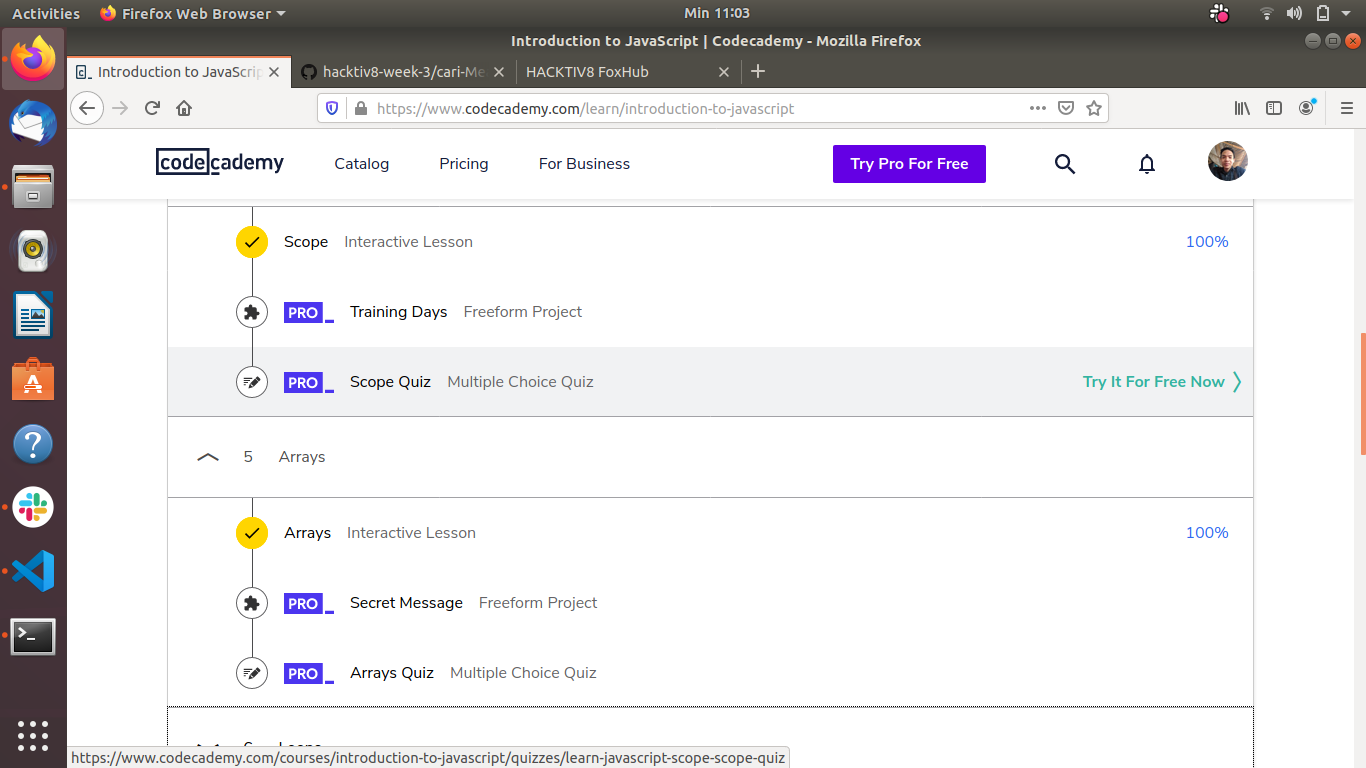 Activities Firefox Web Browser Min 11:03
Introduction to JavaScript | Codecademy - Mozilla Firefox
Introduction to JavaScrip hacktiv8-week-3/cari-Me HACKTIV8 FoxHub
https://www.codecademy.com/learn/introduction-to-javascript
codecademy Catalog Pricing For Business Try Pro For Free
Scope Interactive Lesson 100%
PRO Training Days Freeform Project
PRO Scope Quiz Multiple Choice Quiz Try It For Free Now
5 Arrays
Arrays Interactive Lesson 100%
PRO Secret Message Freeform Project
PRO Arrays Quiz Multiple Choice Quiz
https://www.codecademy.com/courses/introduction-to-javascript/quizzes/learn-javascript-scope-scope-quiz